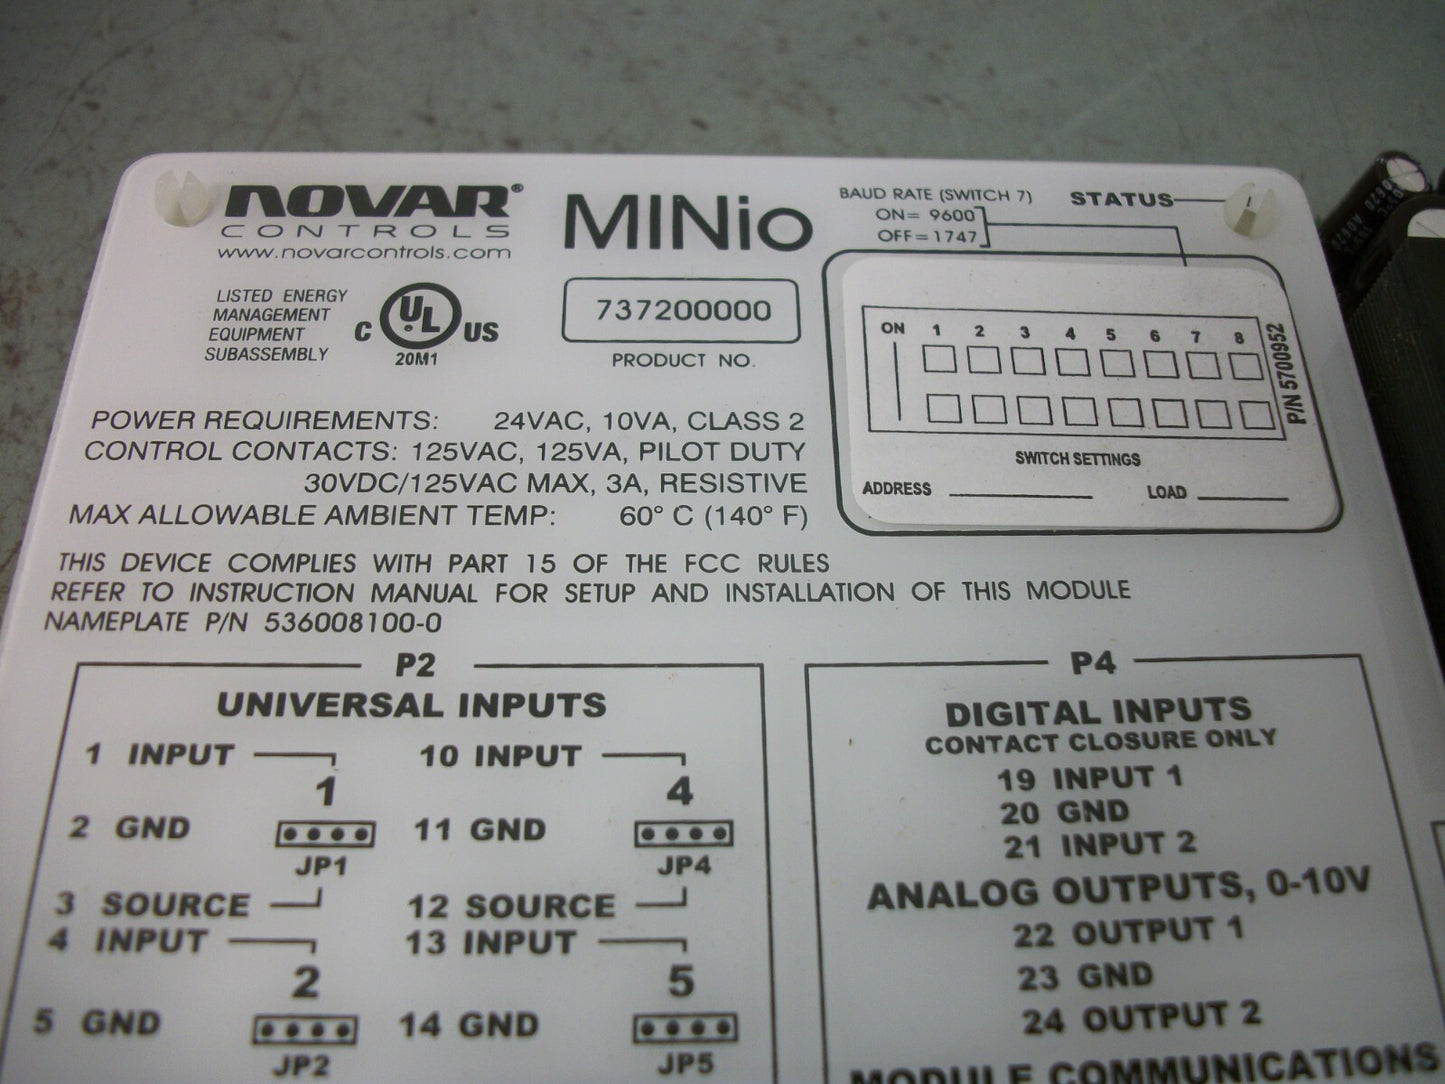 NOVAR®
CONTROLS
www.novarcontrols.com
MINio
BAUD RATE (SWITCH 7)
ON= 9600
OFF=1747
STATUS
LISTED ENERGY
MANAGEMENT
EQUIPMENT
SUBASSEMBLY
C UL US
20M1
737200000
PRODUCT NO.
ON 1 2 3 4 5 6 7 8
P/N 5700952
SWITCH SETTINGS
ADDRESS LOAD
POWER REQUIREMENTS: 24VAC, 10VA, CLASS 2
CONTROL CONTACTS: 125VAC, 125VA, PILOT DUTY
30VDC/125VAC MAX, 3A, RESISTIVE
MAX ALLOWABLE AMBIENT TEMP: 60° C (140° F)
THIS DEVICE COMPLIES WITH PART 15 OF THE FCC RULES
REFER TO INSTRUCTION MANUAL FOR SETUP AND INSTALLATION OF THIS MODULE
NAMEPLATE P/N 536008100-0
P2
UNIVERSAL INPUTS
1 INPUT
1
2 GND
JP1
3 SOURCE
4 INPUT
2
5 GND
JP2
10 INPUT
4
11 GND
JP4
12 SOURCE
13 INPUT
5
14 GND
JP5
P4
DIGITAL INPUTS
CONTACT CLOSURE ONLY
19 INPUT 1
20 GND
21 INPUT 2
ANALOG OUTPUTS, 0-10V
22 OUTPUT 1
23 GND
24 OUTPUT 2
MODULE COMMUNICATIONS